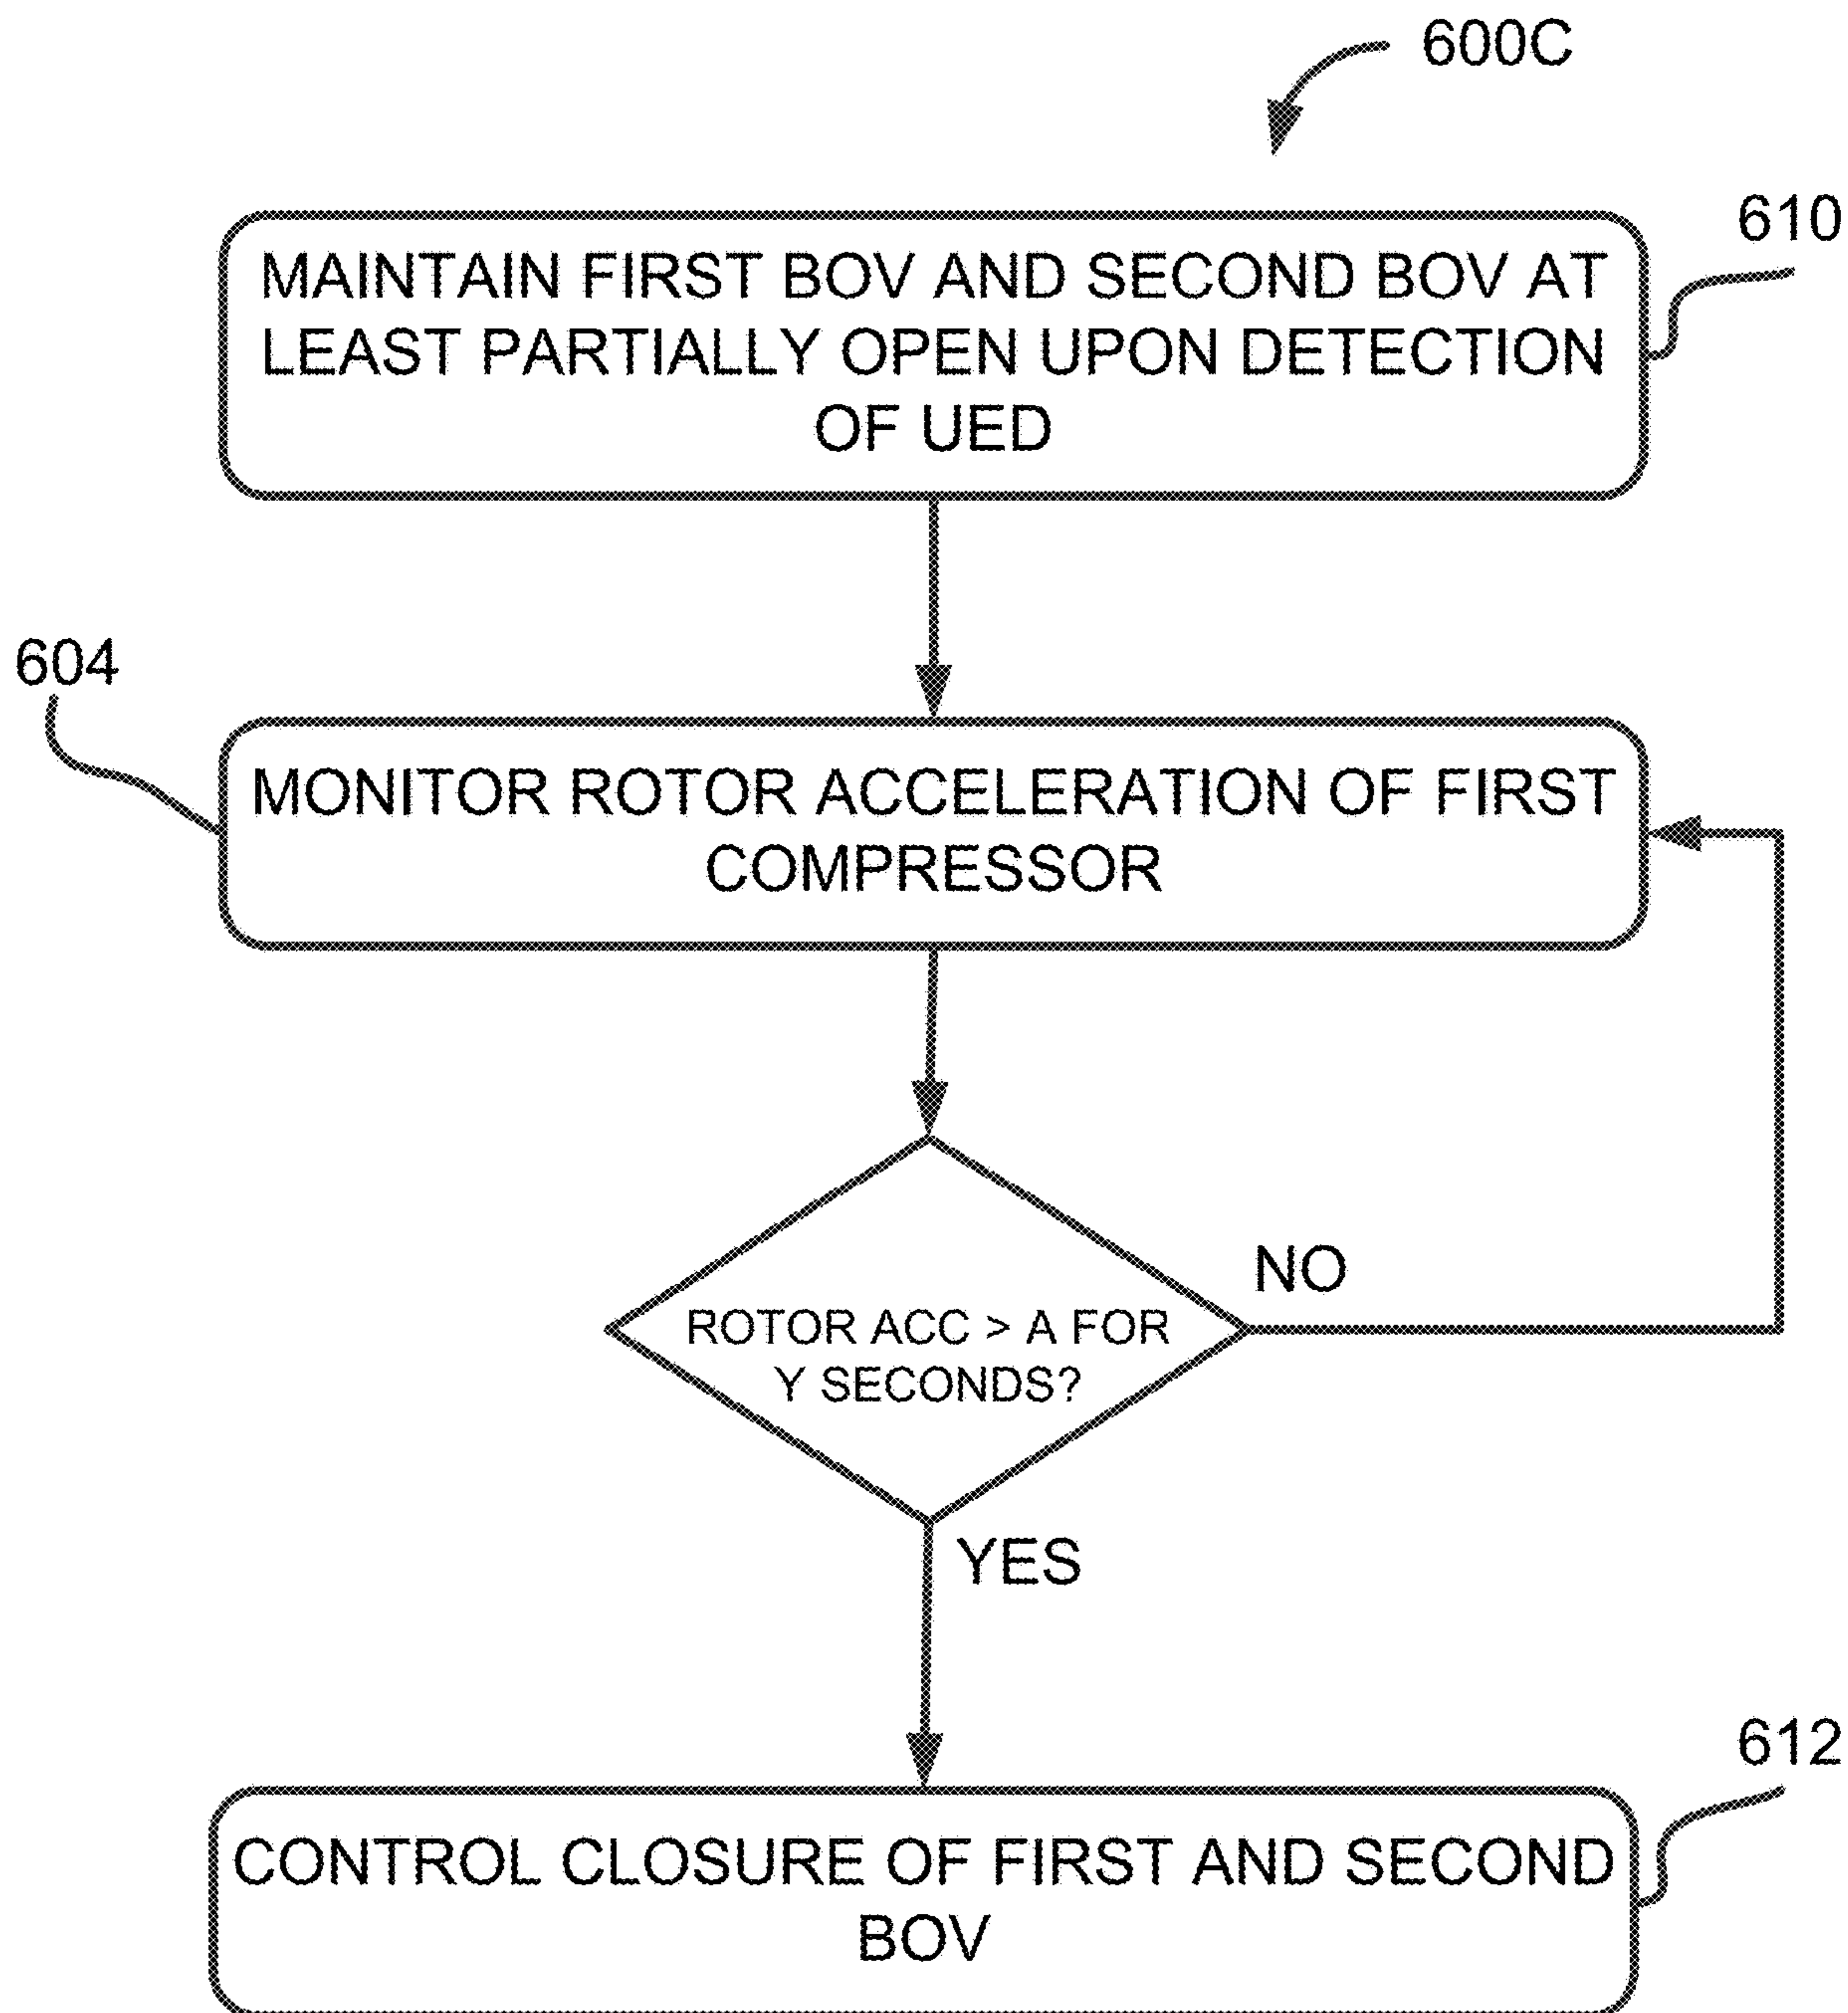 600C
610
MAINTAIN FIRST BOV AND SECOND BOV AT
LEAST PARTIALLY OPEN UPON DETECTION
OF UED
604
MONITOR ROTOR ACCELERATION OF FIRST
COMPRESSOR
NO
ROTOR ACC > A FOR
Y SECONDS?
YES
612
CONTROL CLOSURE OF FIRST AND SECOND
BOV